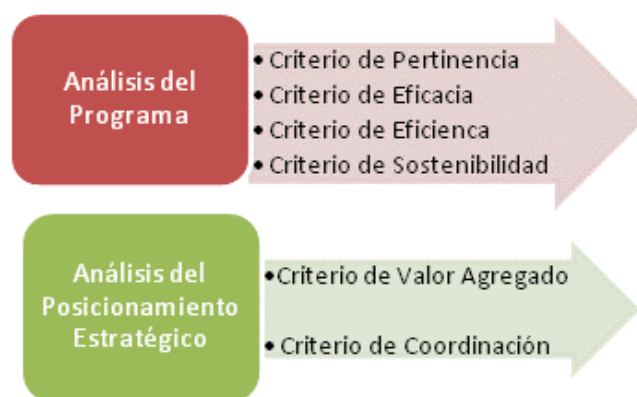 Análisis del
Programa
• Criterio de Pertinencia
• Criterio de Eficacia
• Criterio de Eficienca
• Criterio de Sostenibilidad
Análisis del
Posicionamiento
Estratégico
•Criterio de Valor Agregado
• Criterio de Coordinación